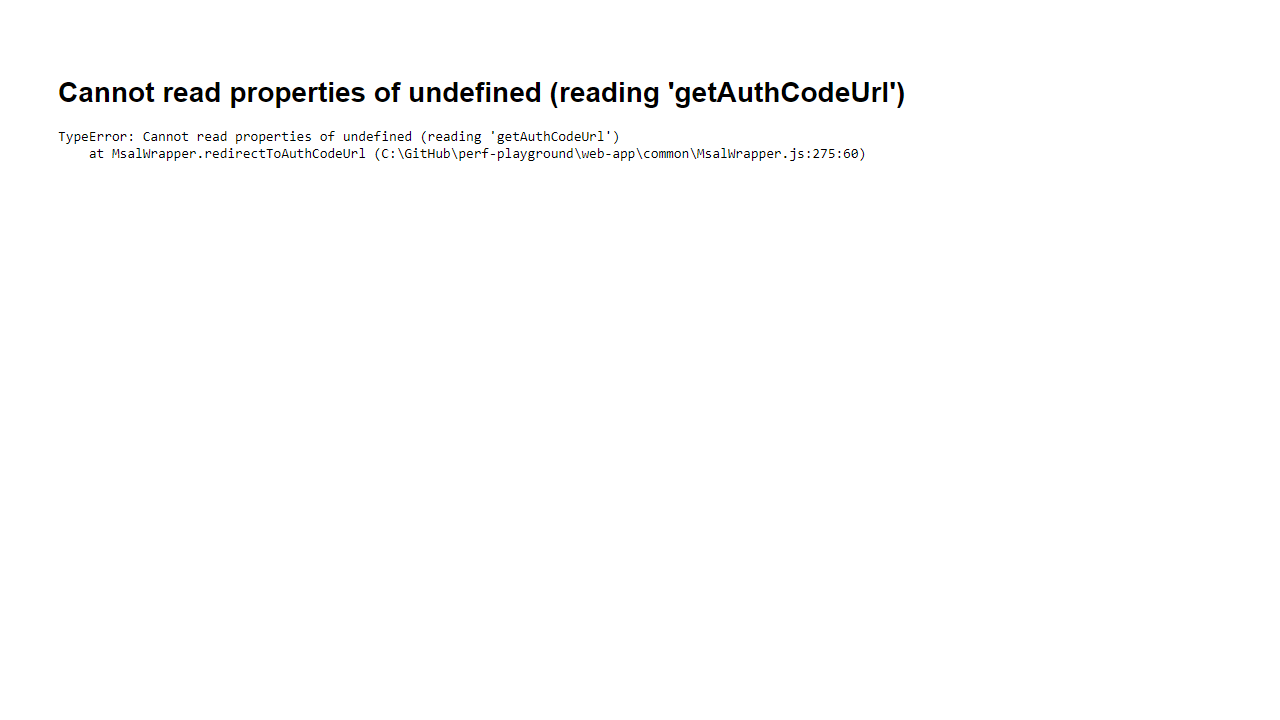 Cannot read properties of undefined (reading 'getAuthCodeUrl')
TypeError: Cannot read properties of undefined (reading 'getAuthCodeUrl')
    at MsalWrapper.redirectToAuthCodeUrl (C:\GitHub\perf-playground\web-app\common\MsalWrapper.js:275:60)